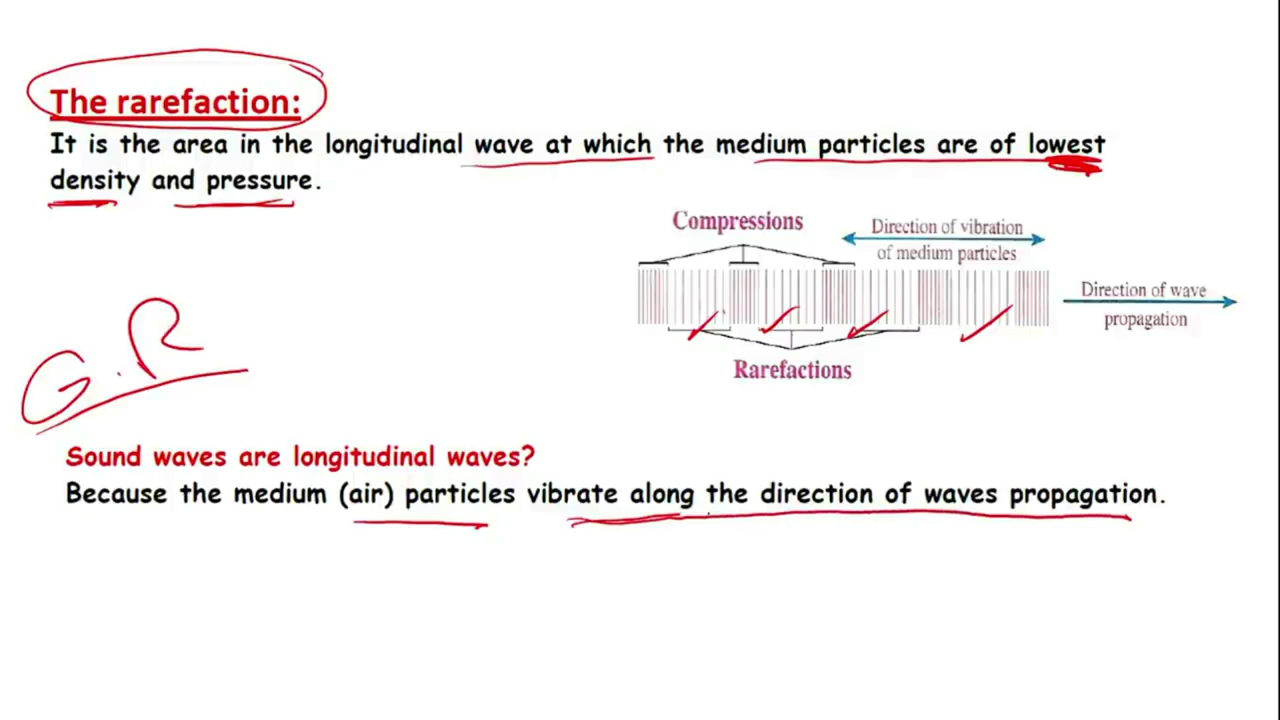 The rarefaction:
It is the area in the longitudinal wave at which the medium particles are of lowest
density and pressure.
Compressions
Direction of vibration
of medium particles
Direction of wave
propagation
Rarefactions
G.R
Sound waves are longitudinal waves?
Because the medium (air) particles vibrate along the direction of waves propagation.